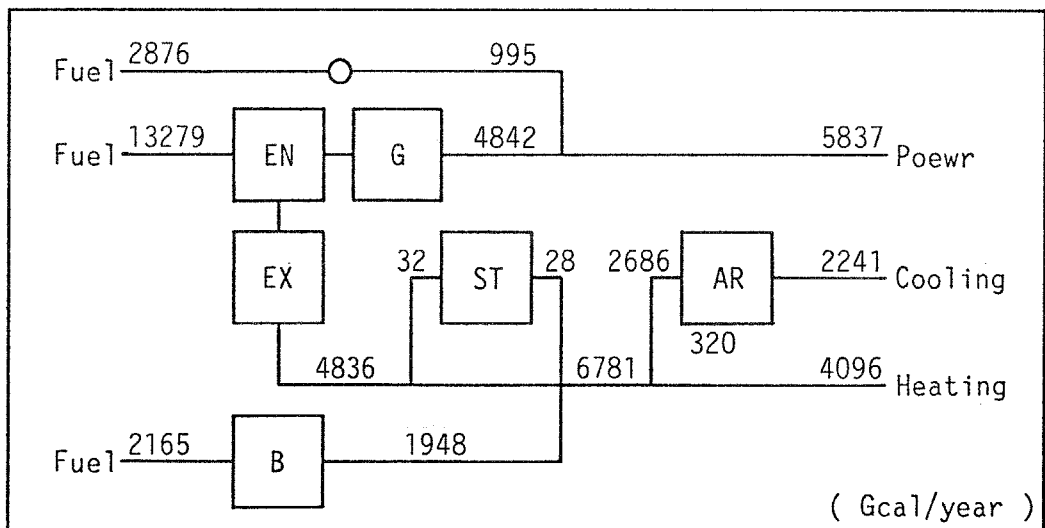 Fuel 2876 995
Fuel 13279 EN G 4842 5837 Poewr
EX 32 ST 28 2686 AR 2241 Cooling
320
4836 6781 4096 Heating
Fuel 2165 B 1948
( Gcal/year )